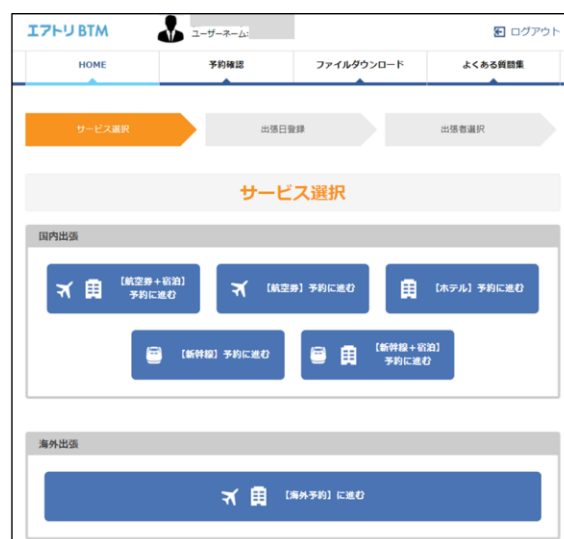 エアトリ BTM
ユーザーネーム:
ログアウト
HOME
予約確認
ファイルダウンロード
よくある質問集
サービス選択
出張日登録
出張者選択
サービス選択
国内出張
【航空券+宿泊】
予約に進む
【航空券】予約に進む
【ホテル】予約に進む
【新幹線】予約に進む
【新幹線+宿泊】
予約に進む
海外出張
【海外予約】に進む